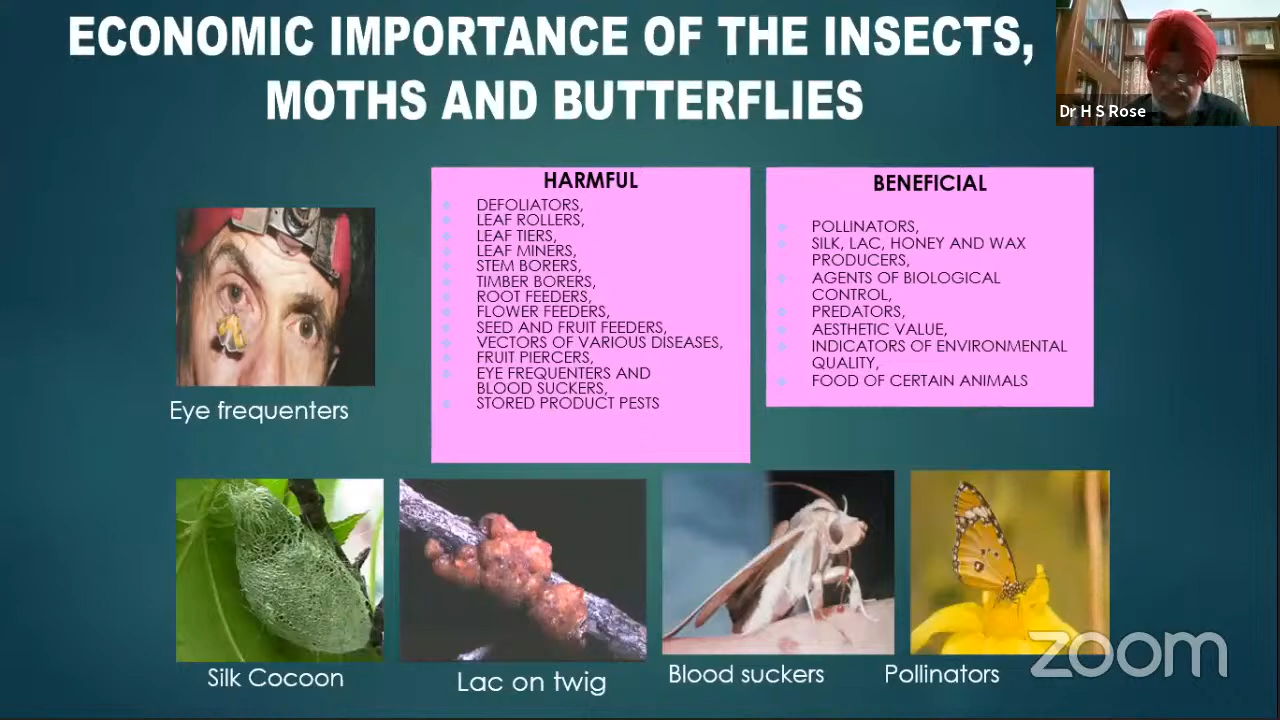 ECONOMIC IMPORTANCE OF THE INSECTS,
MOTHS AND BUTTERFLIES
Dr H S Rose
HARMFUL
DEFOLIATORS,
LEAF ROLLERS,
LEAF TIERS,
LEAF MINERS,
STEM BORERS,
TIMBER BORERS,
ROOT FEEDERS,
FLOWER FEEDERS,
SEED AND FRUIT FEEDERS,
VECTORS OF VARIOUS DISEASES,
FRUIT PIERCERS,
EYE FREQUENTERS AND
BLOOD SUCKERS,
STORED PRODUCT PESTS
BENEFICIAL
POLLINATORS,
SILK, LAC, HONEY AND WAX
PRODUCERS,
AGENTS OF BIOLOGICAL
CONTROL,
PREDATORS,
AESTHETIC VALUE,
INDICATORS OF ENVIRONMENTAL
QUALITY,
FOOD OF CERTAIN ANIMALS
Eye frequenters
Silk Cocoon
Lac on twig
Blood suckers
Pollinators
zoom